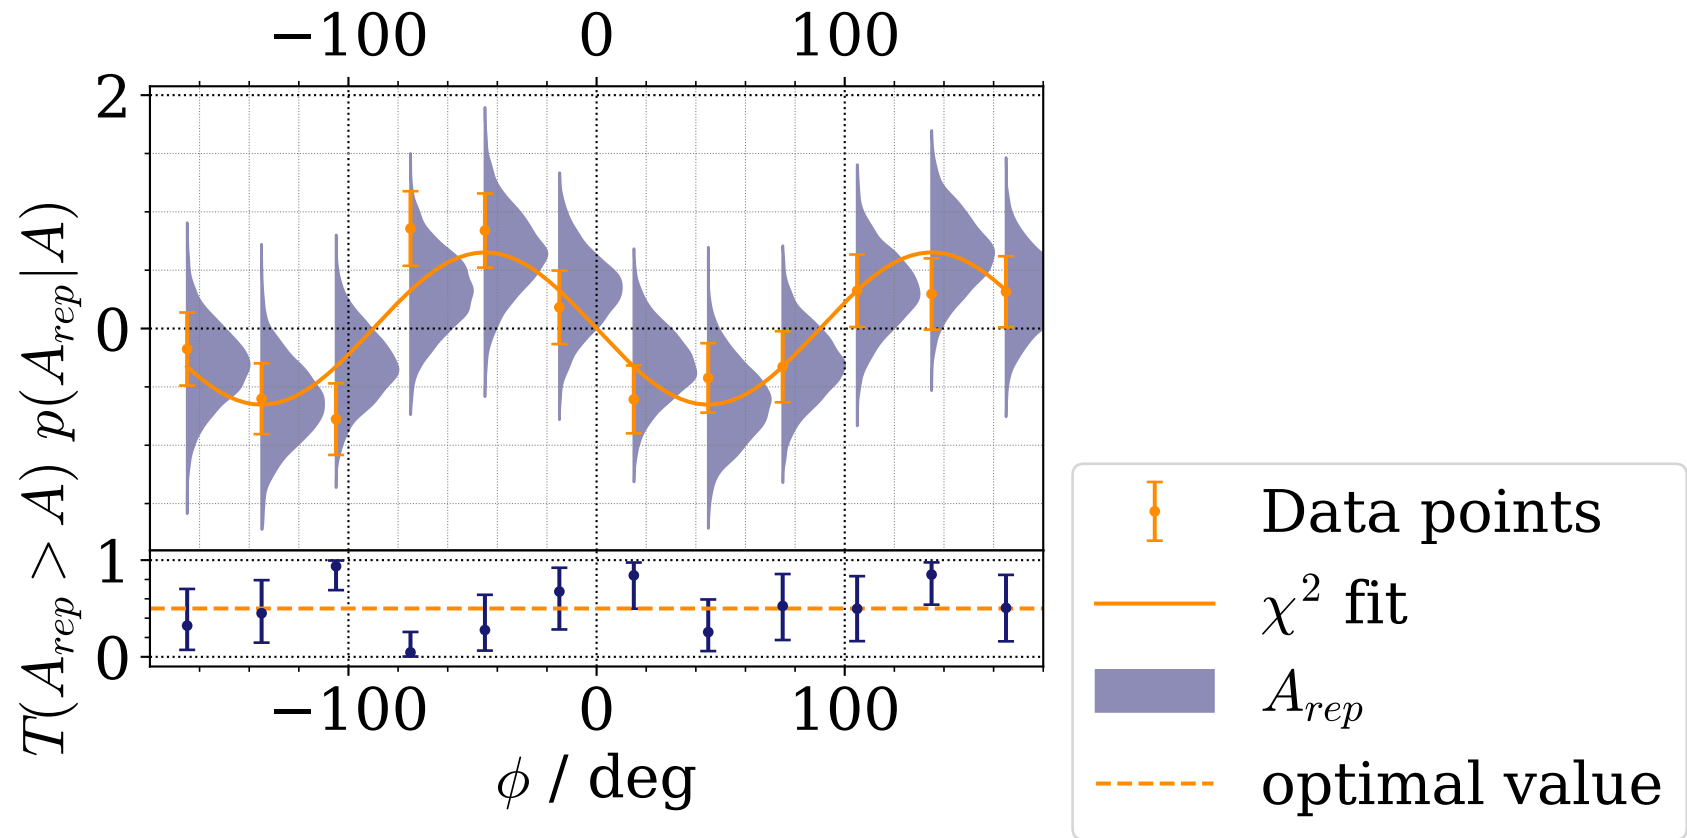 −100 0 100
2
0
1
0
T(A_rep > A) p(A_rep|A)
−100 0 100
ϕ / deg
Data points
χ² fit
A_rep
optimal value